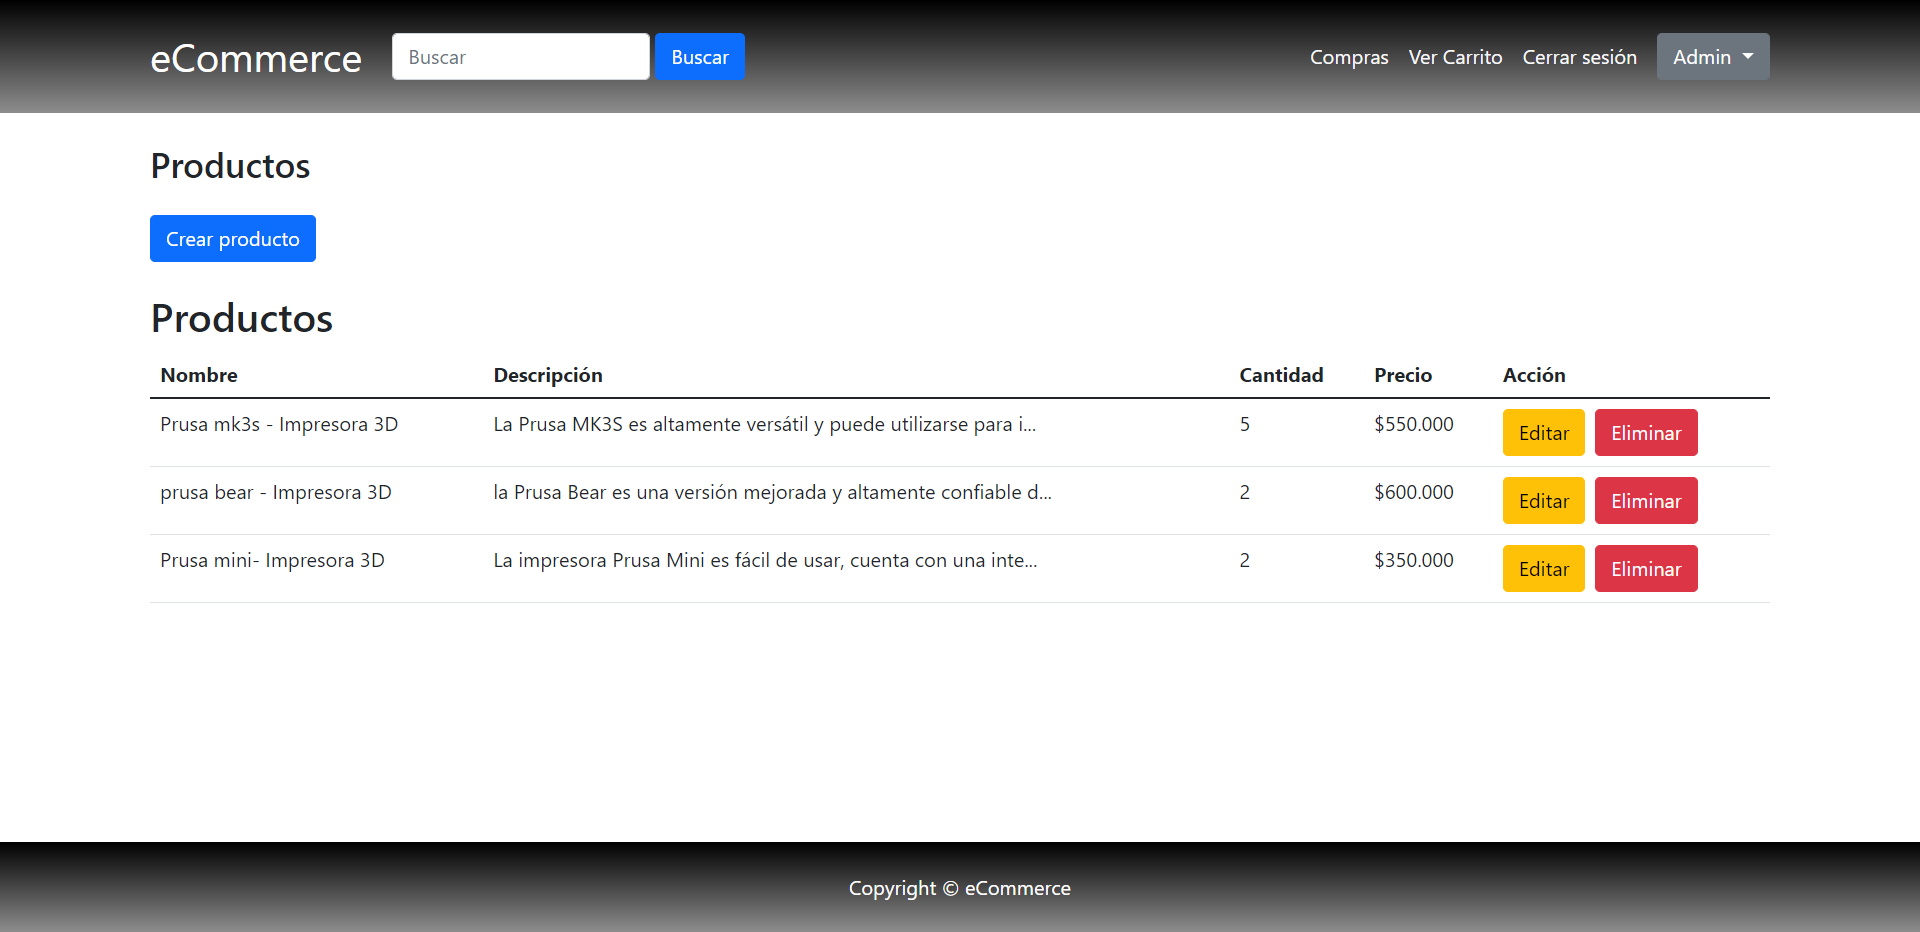 eCommerce Buscar Buscar Compras Ver Carrito Cerrar sesión Admin
Productos
Crear producto
Productos
Nombre Descripción Cantidad Precio Acción
Prusa mk3s - Impresora 3D La Prusa MK3S es altamente versátil y puede utilizarse para i... 5 $550.000 Editar Eliminar
prusa bear - Impresora 3D la Prusa Bear es una versión mejorada y altamente confiable d... 2 $600.000 Editar Eliminar
Prusa mini- Impresora 3D La impresora Prusa Mini es fácil de usar, cuenta con una inte... 2 $350.000 Editar Eliminar
Copyright © eCommerce